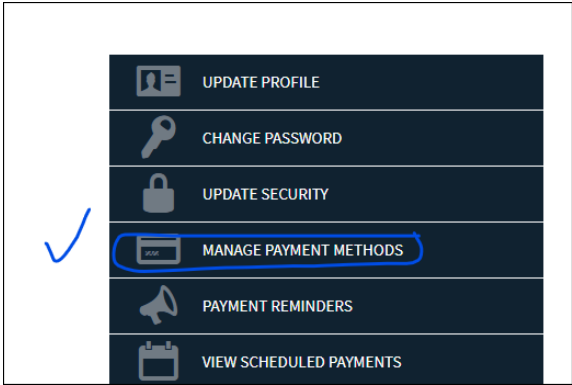 UPDATE PROFILE
CHANGE PASSWORD
UPDATE SECURITY
MANAGE PAYMENT METHODS
PAYMENT REMINDERS
VIEW SCHEDULED PAYMENTS